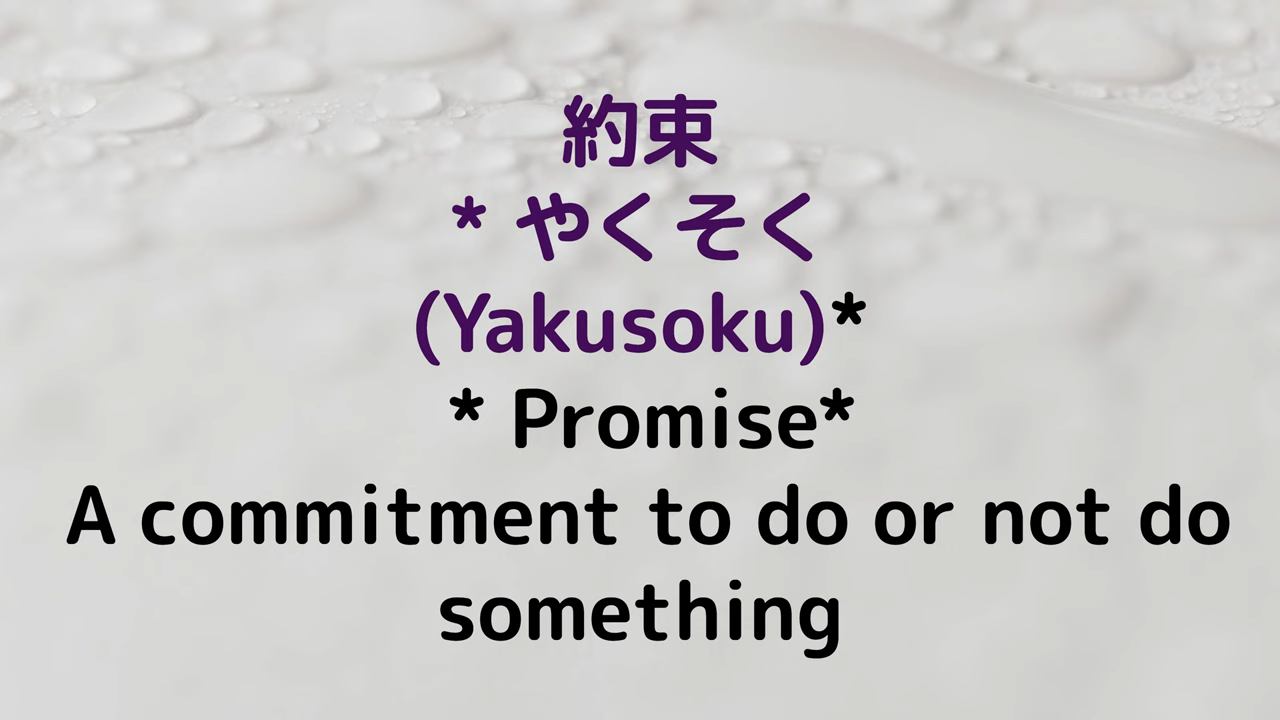 約束
* やくそく
(Yakusoku)*
* Promise*
A commitment to do or not do
something